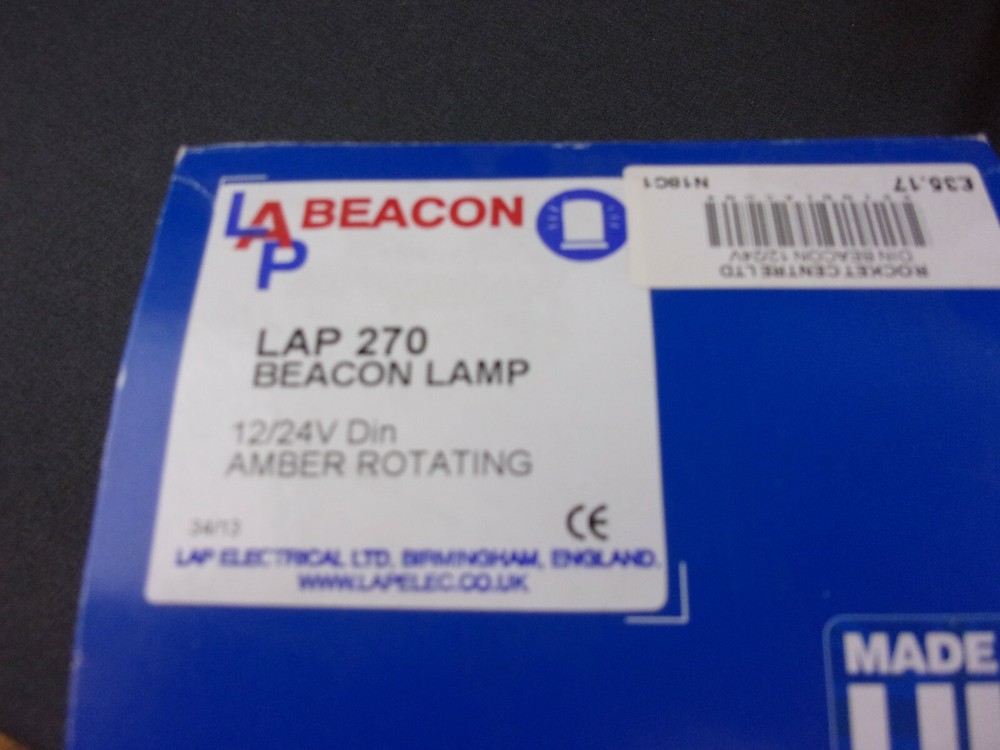 LAP BEACON
LAP 270
BEACON LAMP
12/24V Din
AMBER ROTATING
34/13
CE
LAP ELECTRICAL LTD, BIRMINGHAM, ENGLAND.
WWW.LAPELEC.CO.UK
ROCKET CENTRE LTD
DIN BEACON 12/24V
£35.17 N18C1
MADE